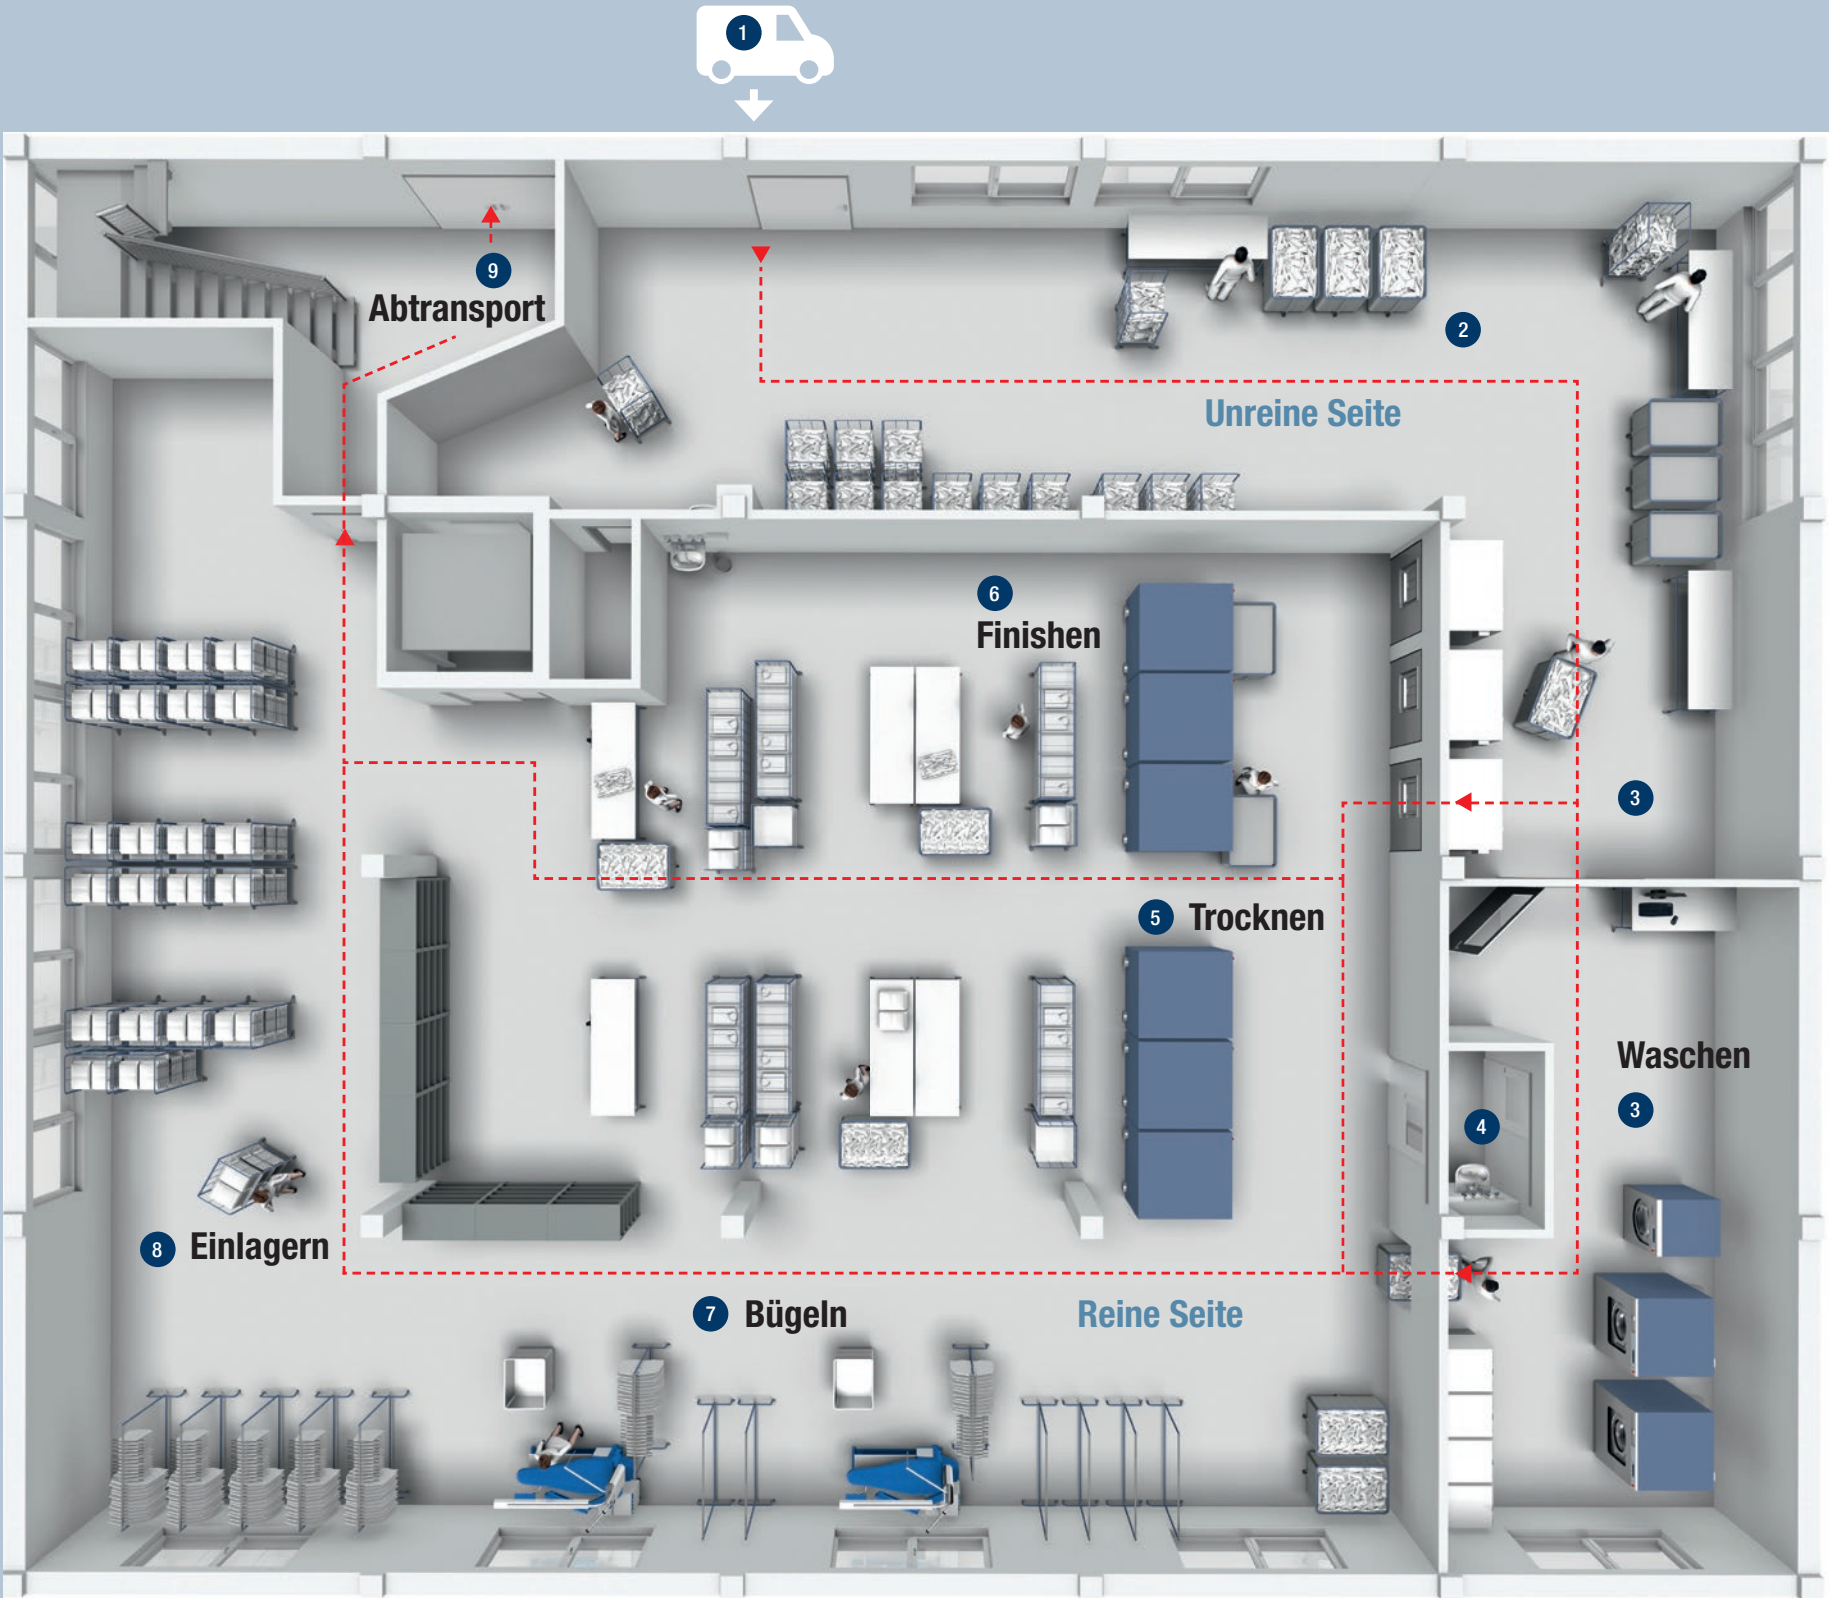 1
9
Abtransport
2
Unreine Seite
6
Finishen
3
5 Trocknen
Waschen
3
4
8 Einlagern
7 Bügeln
Reine Seite